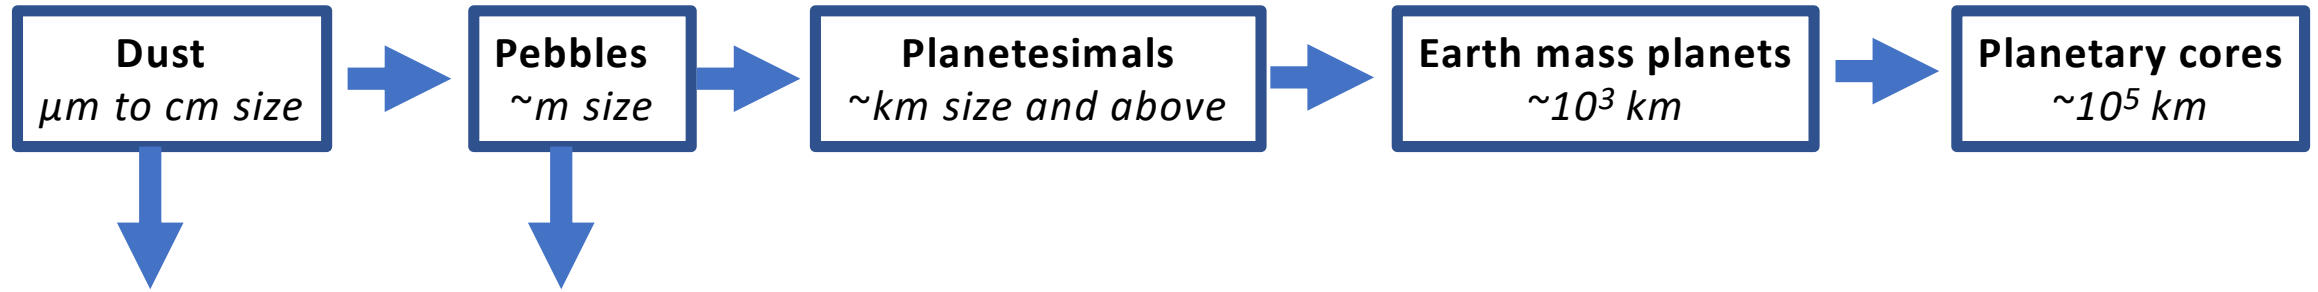 Dust
μm to cm size
Pebbles
~m size
Planetesimals
~km size and above
Earth mass planets
~10³ km
Planetary cores
~10⁵ km